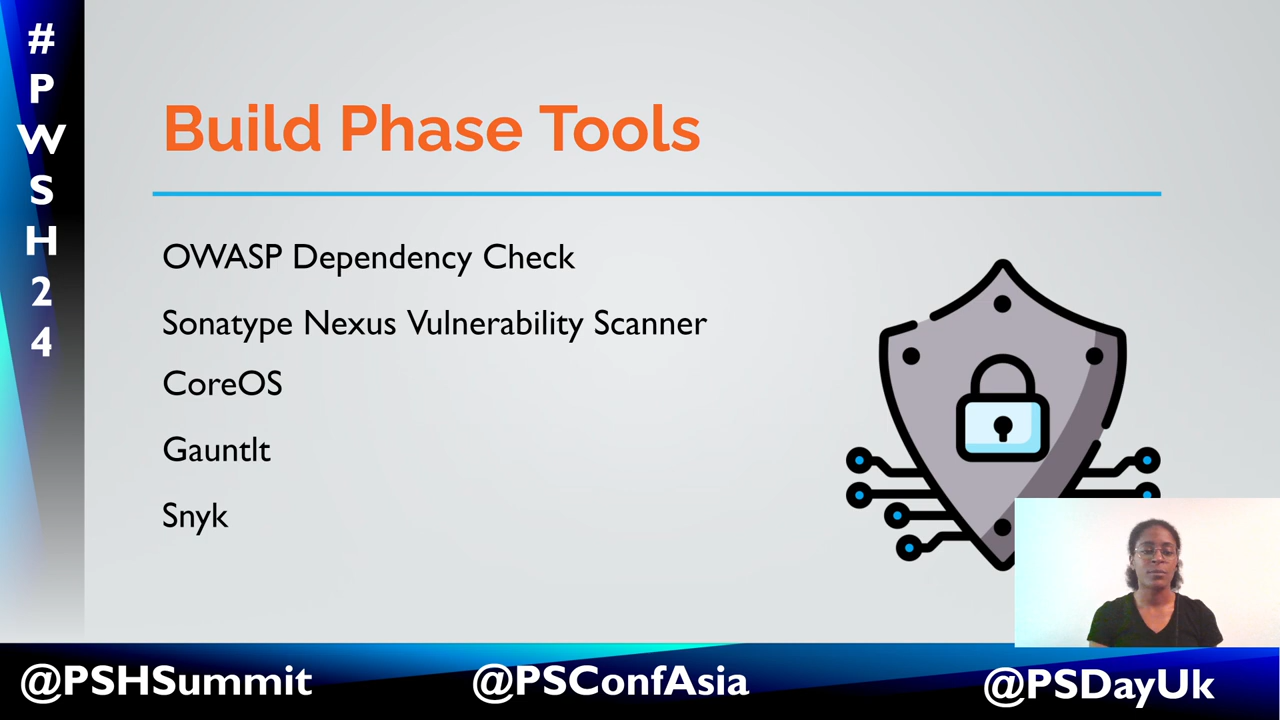 #
P
W
S
H
2
4
Build Phase Tools
OWASP Dependency Check
Sonatype Nexus Vulnerability Scanner
CoreOS
Gauntlt
Snyk
@PSHSummit
@PSConfAsia
@PSDayUk